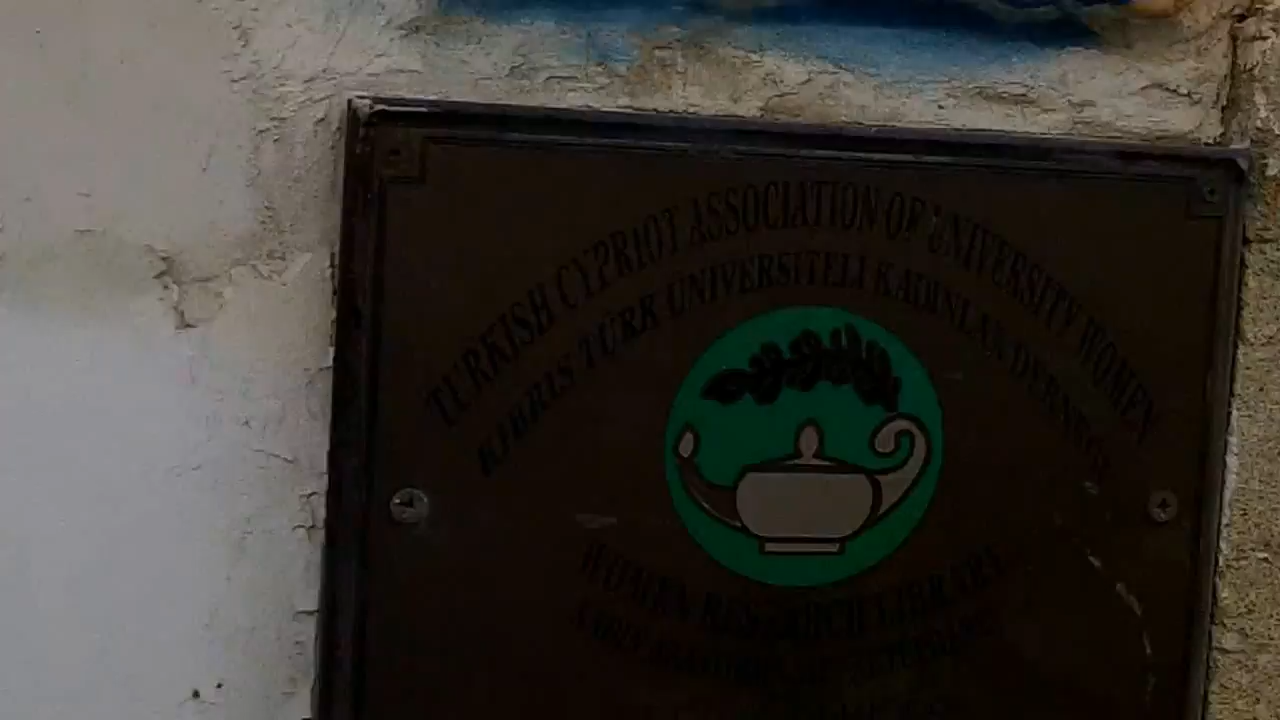 TURKISH CYPRIOT ASSOCIATION OF UNIVERSITY WOMEN
KIBRIS TÜRK ÜNİVERSİTELİ KADINLAR DERNEĞİ
WOMEN RESEARCH LIBRARY